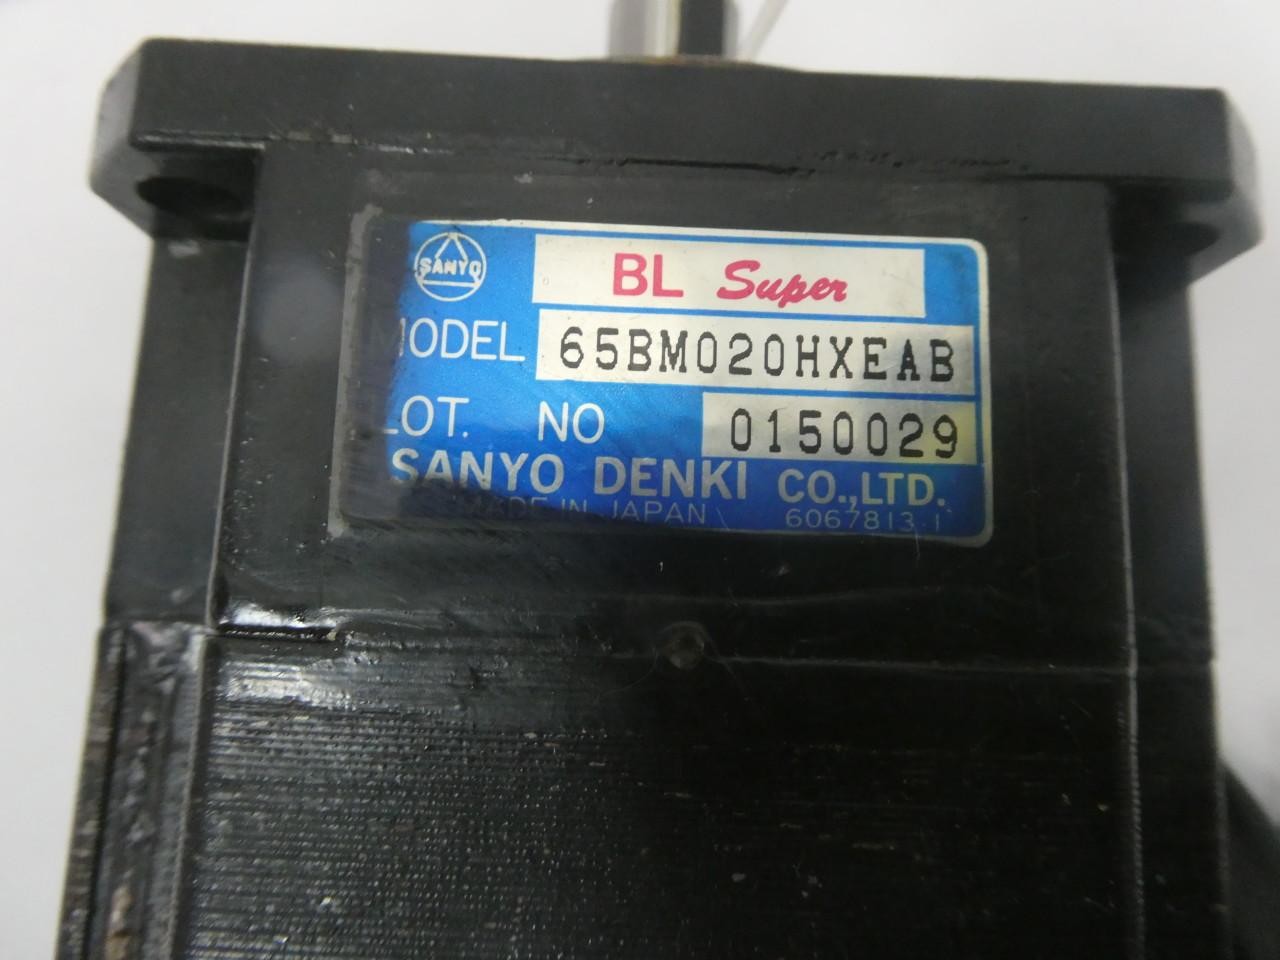 SANYO
BL Super
MODEL 65BM020HXEAB
LOT. NO 0150029
SANYO DENKI CO.,LTD.
MADE IN JAPAN 6067813-1